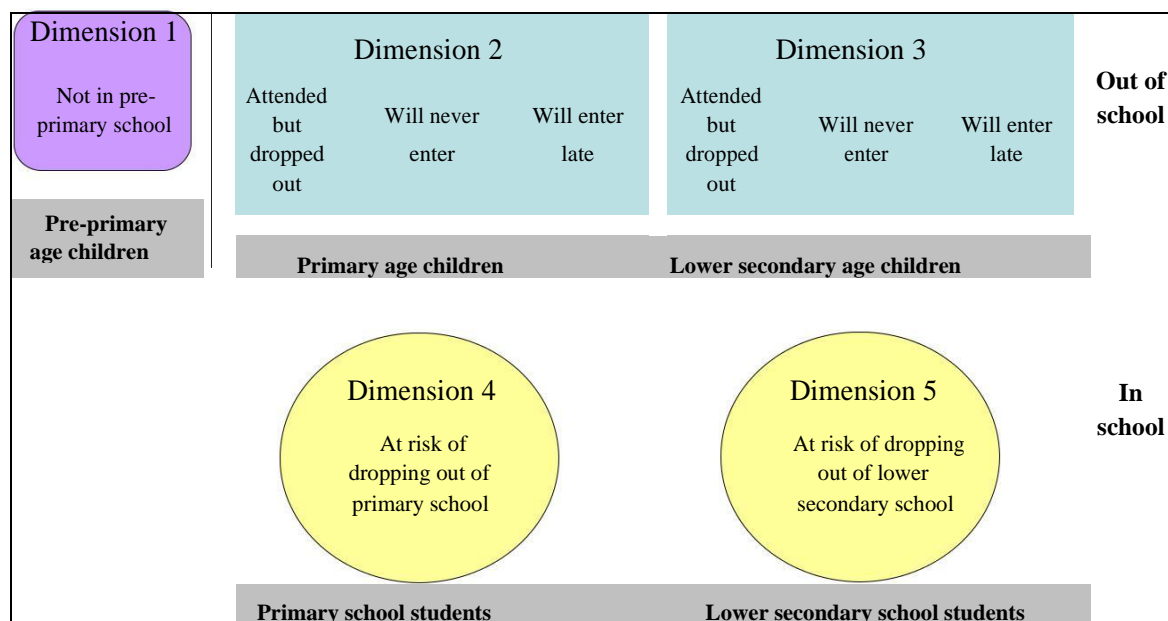 Dimension 1
Not in pre-
primary school
Pre-primary
age children
Dimension 2
Attended
but
dropped
out
Will never
enter
Will enter
late
Primary age children
Dimension 3
Attended
but
dropped
out
Will never
enter
Will enter
late
Lower secondary age children
Out of
school
Dimension 4
At risk of
dropping out of
primary school
Primary school students
Dimension 5
At risk of dropping
out of lower
secondary school
Lower secondary school students
In
school